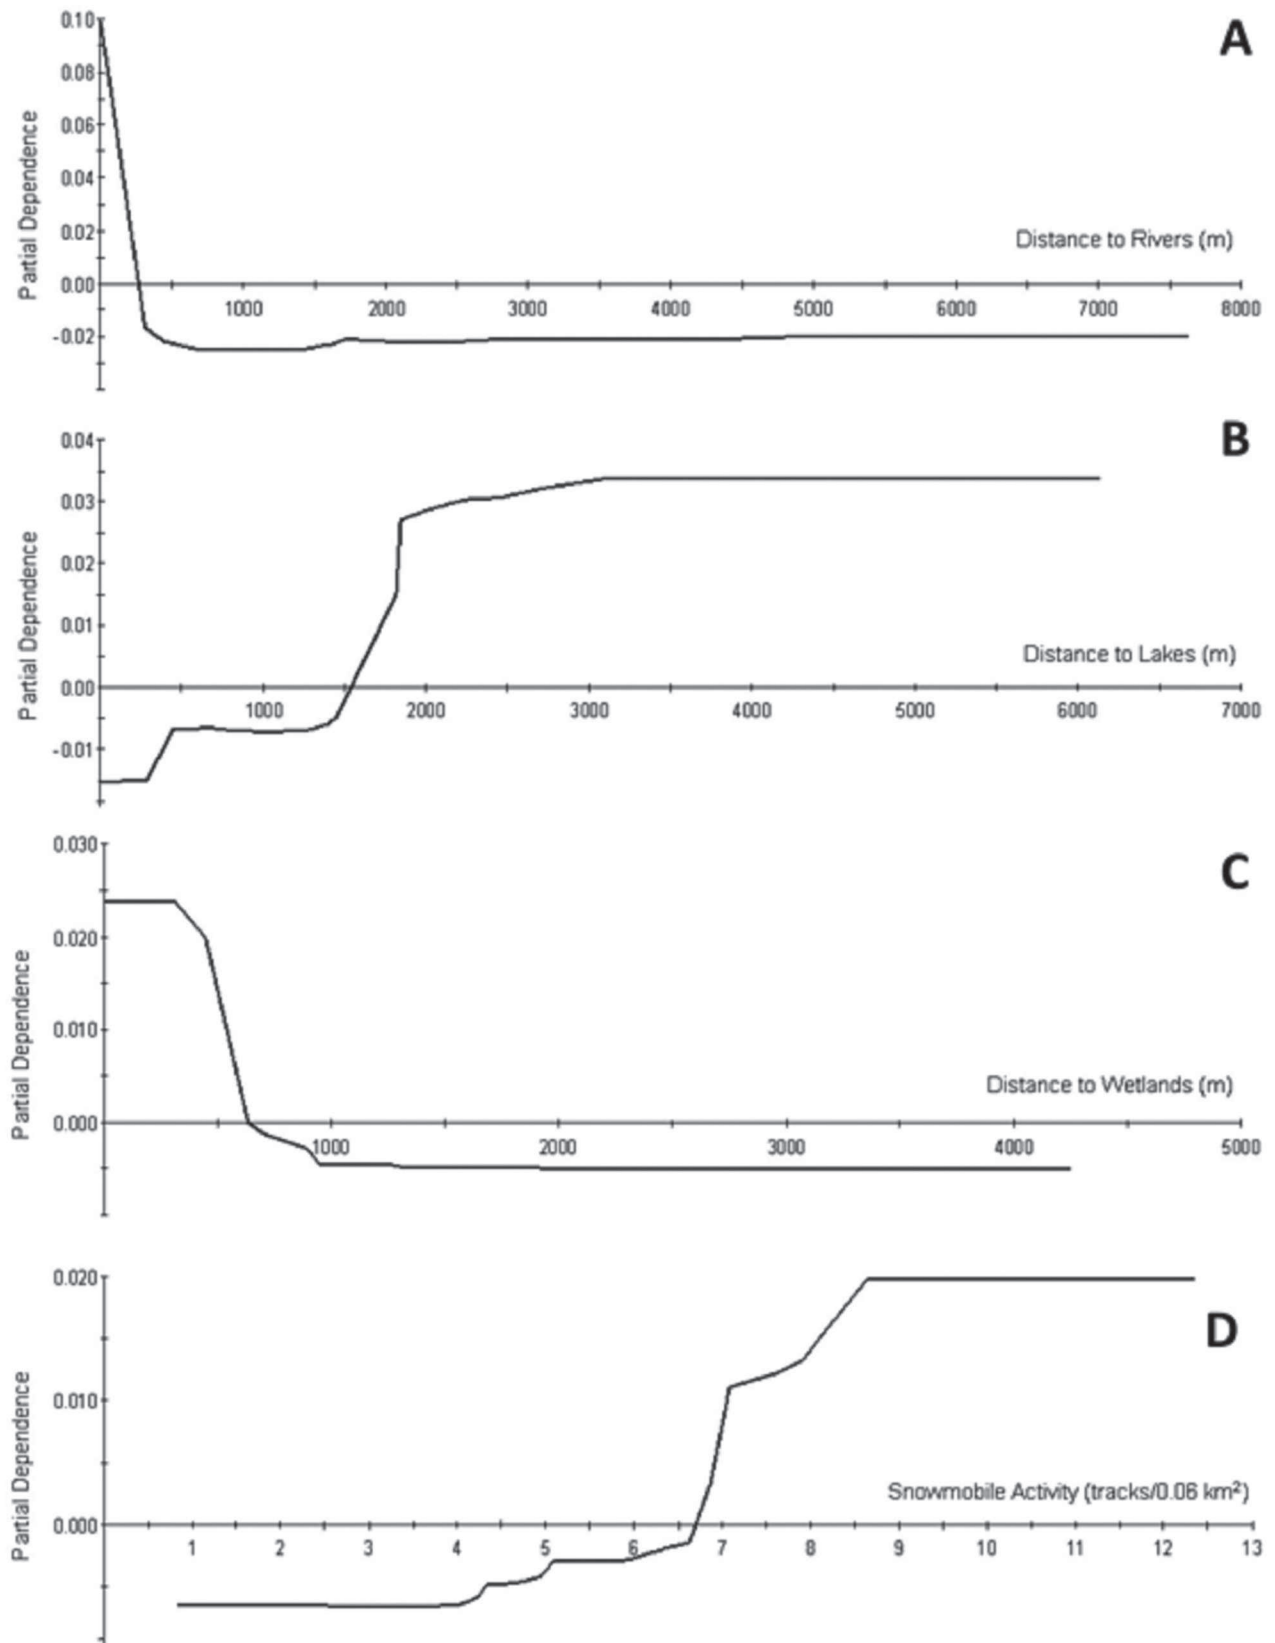 A
0.10
0.08
0.06
0.04
0.02
0.00
-0.02
Partial Dependence
Distance to Rivers (m)
1000 2000 3000 4000 5000 6000 7000 8000
B
0.04
0.03
0.02
0.01
0.00
-0.01
Partial Dependence
Distance to Lakes (m)
1000 2000 3000 4000 5000 6000 7000
C
0.030
0.020
0.010
0.000
Partial Dependence
Distance to Wetlands (m)
1000 2000 3000 4000 5000
D
0.020
0.010
0.000
Partial Dependence
Snowmobile Activity (tracks/0.06 km²)
1 2 3 4 5 6 7 8 9 10 11 12 13